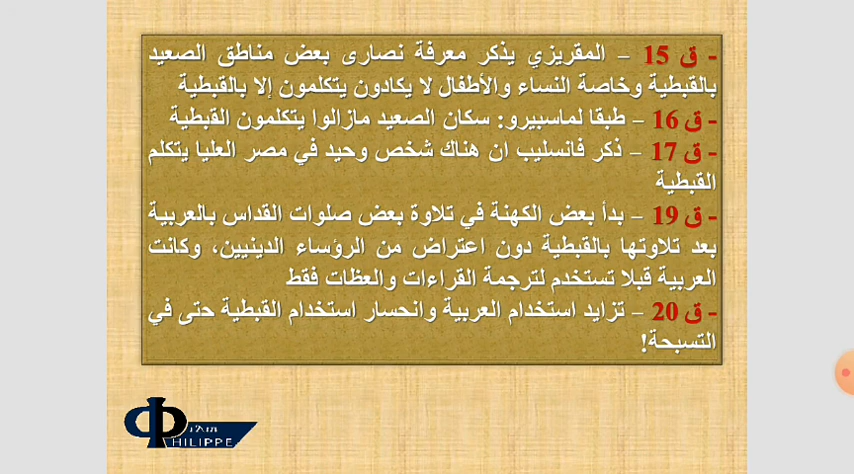 - ق 15 – المقريزي يذكر معرفة نصارى بعض مناطق الصعيد
بالقبطية وخاصة النساء والأطفال لا يكادون يتكلمون إلا بالقبطية
- ق 16 – طبقا لماسبيرو: سكان الصعيد مازالوا يتكلمون القبطية
- ق 17 – ذكر فانسليب ان هناك شخص وحيد في مصر العليا يتكلم
القبطية
- ق 19 – بدأ بعض الكهنة في تلاوة بعض صلوات القداس بالعربية
بعد تلاوتها بالقبطية دون اعتراض من الرؤساء الدينيين، وكانت
العربية قبلا تستخدم لترجمة القراءات والعظات فقط
- ق 20 – تزايد استخدام العربية وانحسار استخدام القبطية حتى في
التسبحة!
PHILIPPE